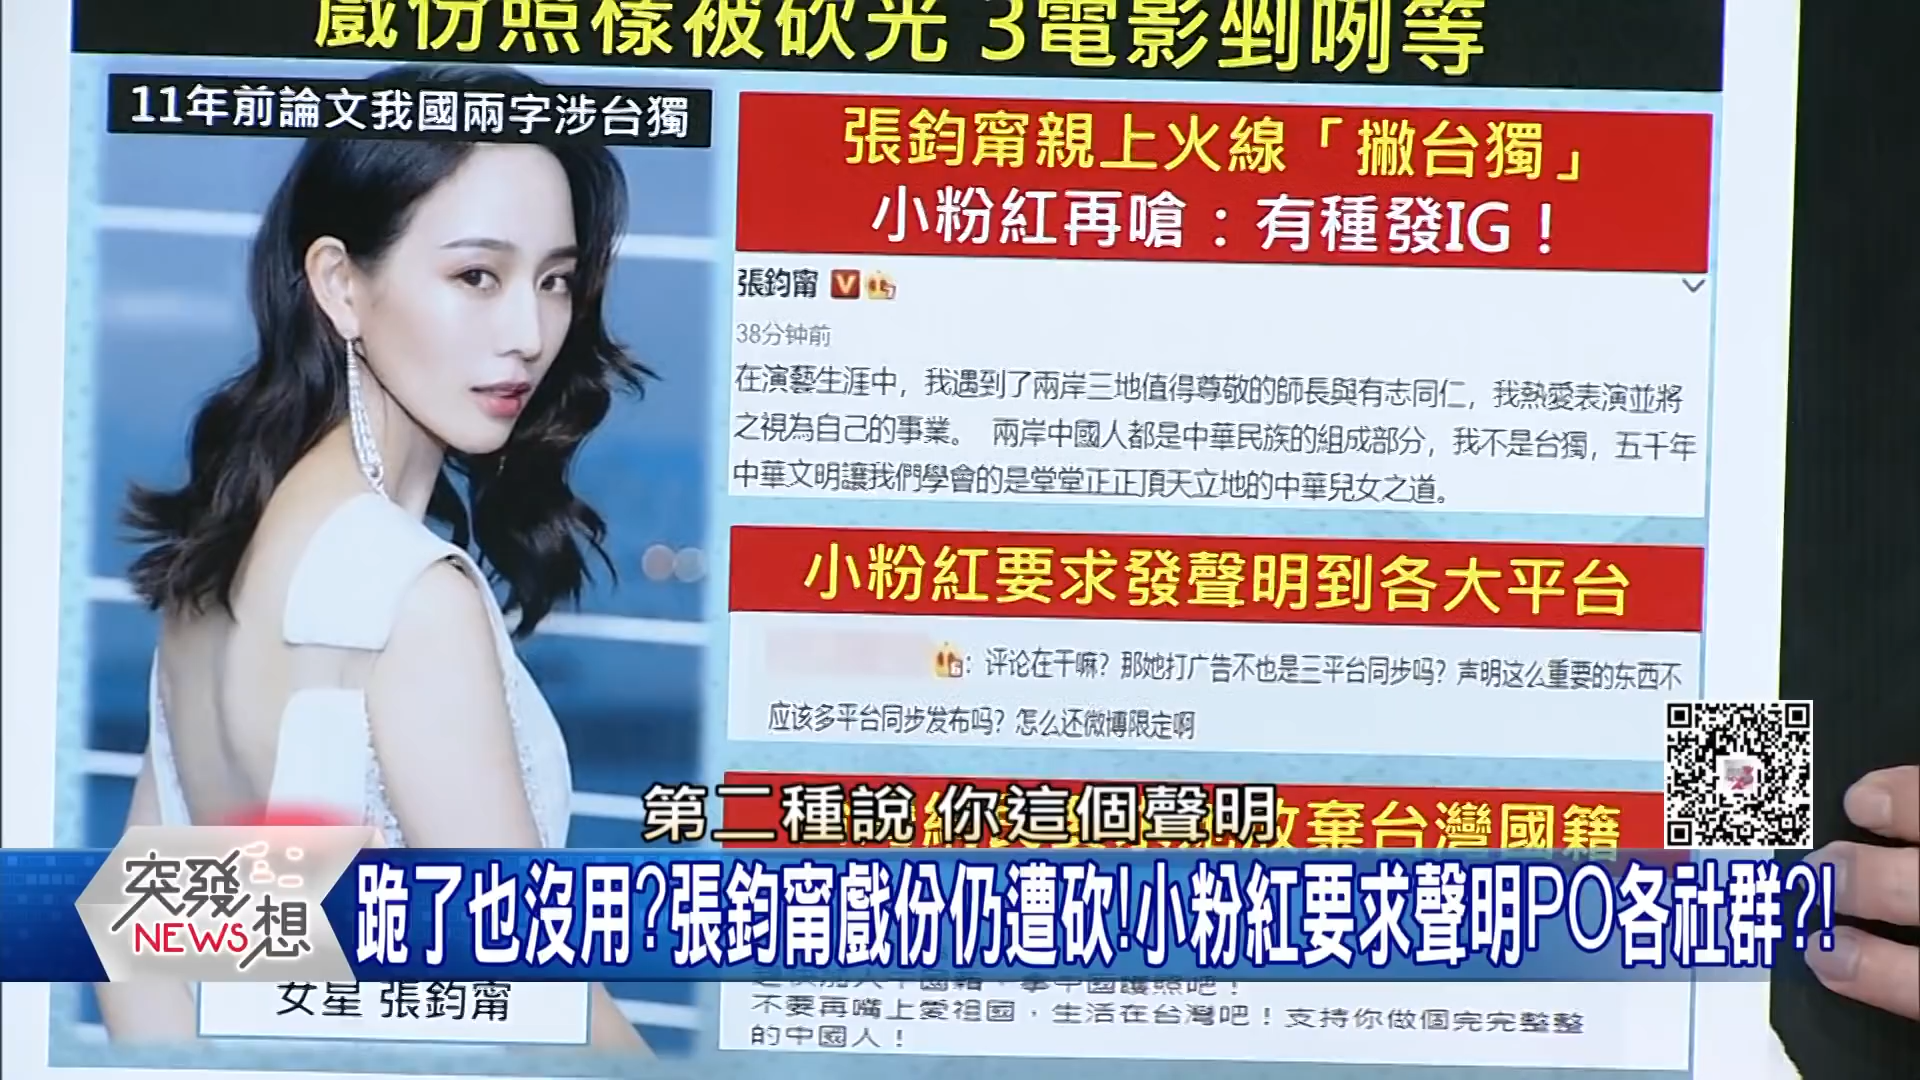 戲份照樣被砍光 3電影剉咧等
11年前論文我國兩字涉台獨
張鈞甯親上火線「撇台獨」
小粉紅再嗆：有種發IG！
張鈞甯
38分钟前
在演藝生涯中，我遇到了兩岸三地值得尊敬的師長與有志同仁，我熱愛表演並將
之視為自己的事業。 兩岸中國人都是中華民族的組成部分，我不是台獨，五千年
中華文明讓我們學會的是堂堂正正頂天立地的中華兒女之道。
小粉紅要求發聲明到各大平台
：评论在干嘛？那她打广告不也是三平台同步吗？声明这么重要的东西不
应该多平台同步发布吗？怎么还微博限定啊
放棄台灣國籍
第二種說 你這個聲明
突發三二想
NEWS
跪了也沒用?張鈞甯戲份仍遭砍!小粉紅要求聲明PO各社群?!
女星 張鈞甯
不要再嘴上愛祖國，生活在台灣吧！支持你做個完完整整
的中國人！